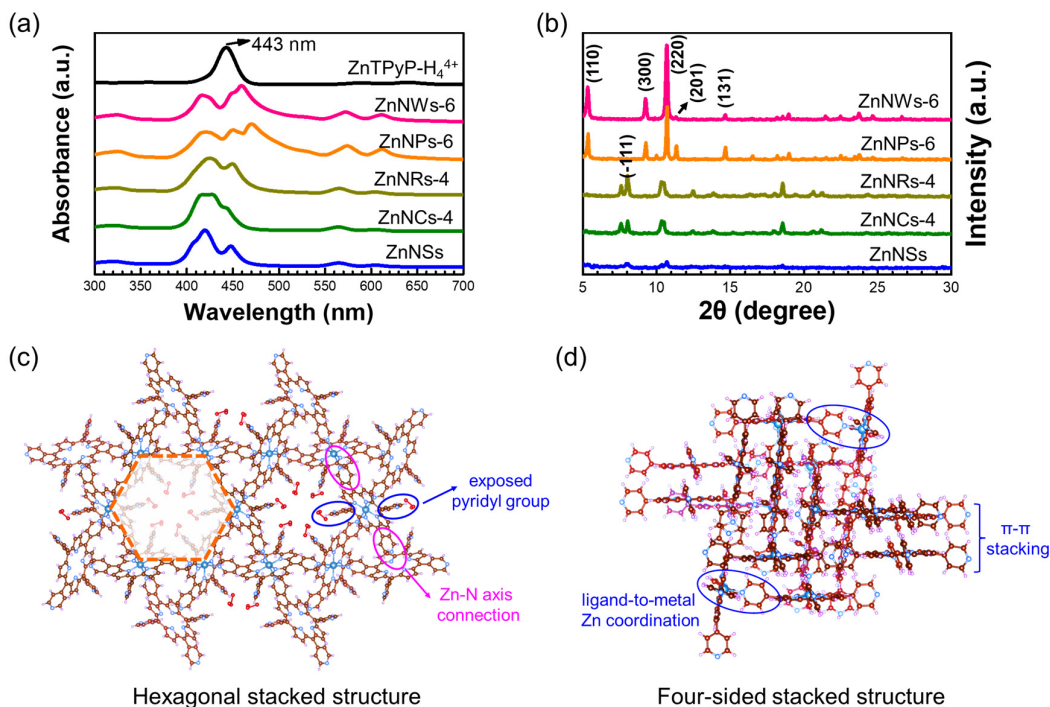 (a)
443 nm
ZnTPyP-H₄⁴⁺
ZnNWs-6
ZnNPs-6
ZnNRs-4
ZnNCs-4
ZnNSs
Absorbance (a.u.)
300 350 400 450 500 550 600 650 700
Wavelength (nm)
(b)
(110)
(300)
(220)
(201)
(131)
(-111)
ZnNWs-6
ZnNPs-6
ZnNRs-4
ZnNCs-4
ZnNSs
Intensity (a.u.)
5 10 15 20 25 30
2θ (degree)
(c)
exposed
pyridyl group
Zn-N axis
connection
Hexagonal stacked structure
(d)
π-π
stacking
ligand-to-metal
Zn coordination
Four-sided stacked structure